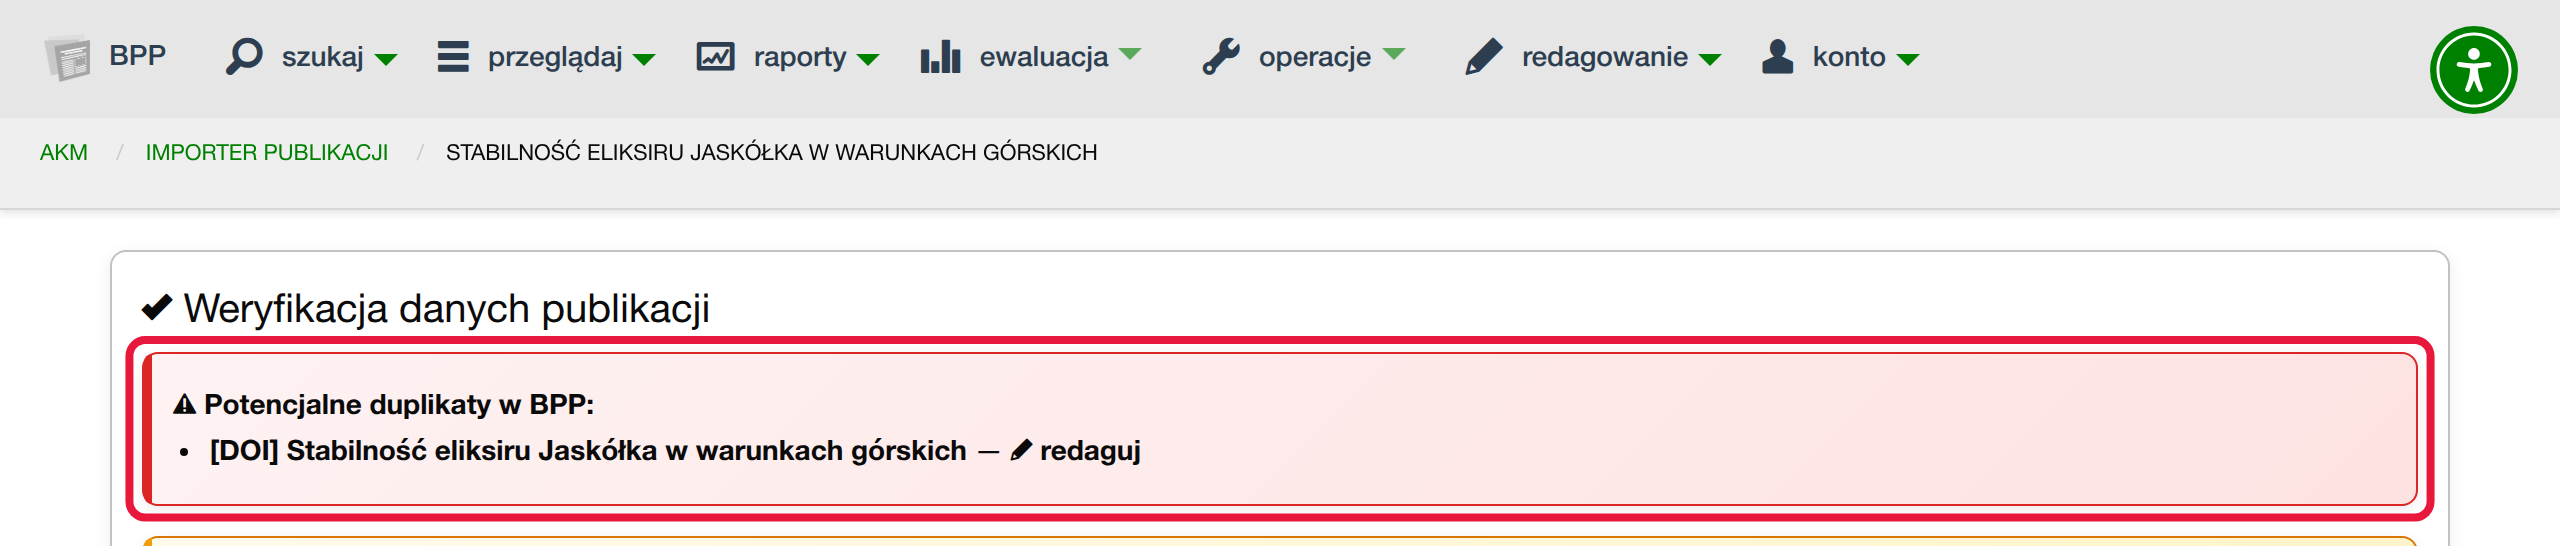 BPP szukaj przeglądaj raporty ewaluacja operacje redagowanie konto
AKM / IMPORTER PUBLIKACJI / STABILNOŚĆ ELIKSIRU JASKÓŁKA W WARUNKACH GÓRSKICH
Weryfikacja danych publikacji
Potencjalne duplikaty w BPP:
• [DOI] Stabilność eliksiru Jaskółka w warunkach górskich — redaguj